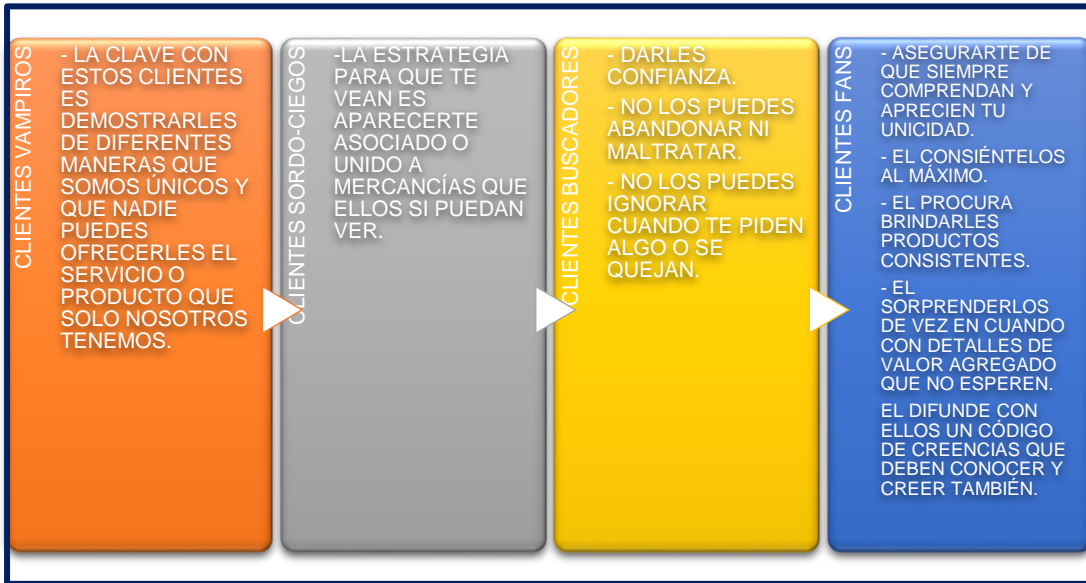 CLIENTES VAMPIROS
- LA CLAVE CON
ESTOS CLIENTES
ES
DEMOSTRARLES
DE DIFERENTES
MANERAS QUE
SOMOS ÚNICOS Y
QUE NADIE
PUEDES
OFRECERLES EL
SERVICIO O
PRODUCTO QUE
SOLO NOSOTROS
TENEMOS.
CLIENTES SORDO-CIEGOS
-LA ESTRATEGIA
PARA QUE TE
VEAN ES
APARECERTE
ASOCIADO O
UNIDO A
MERCANCÍAS QUE
ELLOS SI PUEDAN
VER.
CLIENTES BUSCADORES
- DARLES
CONFIANZA.
- NO LOS PUEDES
ABANDONAR NI
MALTRATAR.
- NO LOS PUEDES
IGNORAR
CUANDO TE PIDEN
ALGO O SE
QUEJAN.
CLIENTES FANS
- ASEGURARTE DE
QUE SIEMPRE
COMPRENDAN Y
APRECIEN TU
UNICIDAD.
- EL CONSIÉNTELOS
AL MÁXIMO.
- EL PROCURA
BRINDARLES
PRODUCTOS
CONSISTENTES.
- EL
SORPRENDERLOS
DE VEZ EN CUANDO
CON DETALLES DE
VALOR AGREGADO
QUE NO ESPEREN.
EL DIFUNDE CON
ELLOS UN CÓDIGO
DE CREENCIAS QUE
DEBEN CONOCER Y
CREER TAMBIÉN.